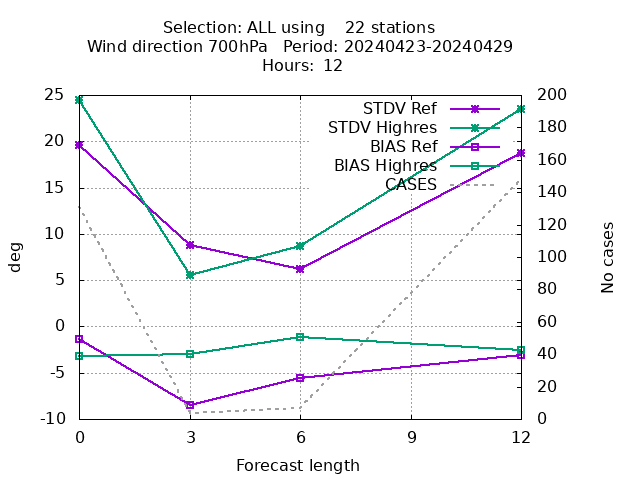 Selection: ALL using    22 stations
Wind direction 700hPa   Period: 20240423-20240429
Hours:  12
25
20
15
10
5
0
-5
-10
deg
STDV Ref
STDV Highres
BIAS Ref
BIAS Highres
CASES
200
180
160
140
120
100
80
60
40
20
0
No cases
0 3 6 9 12
Forecast length